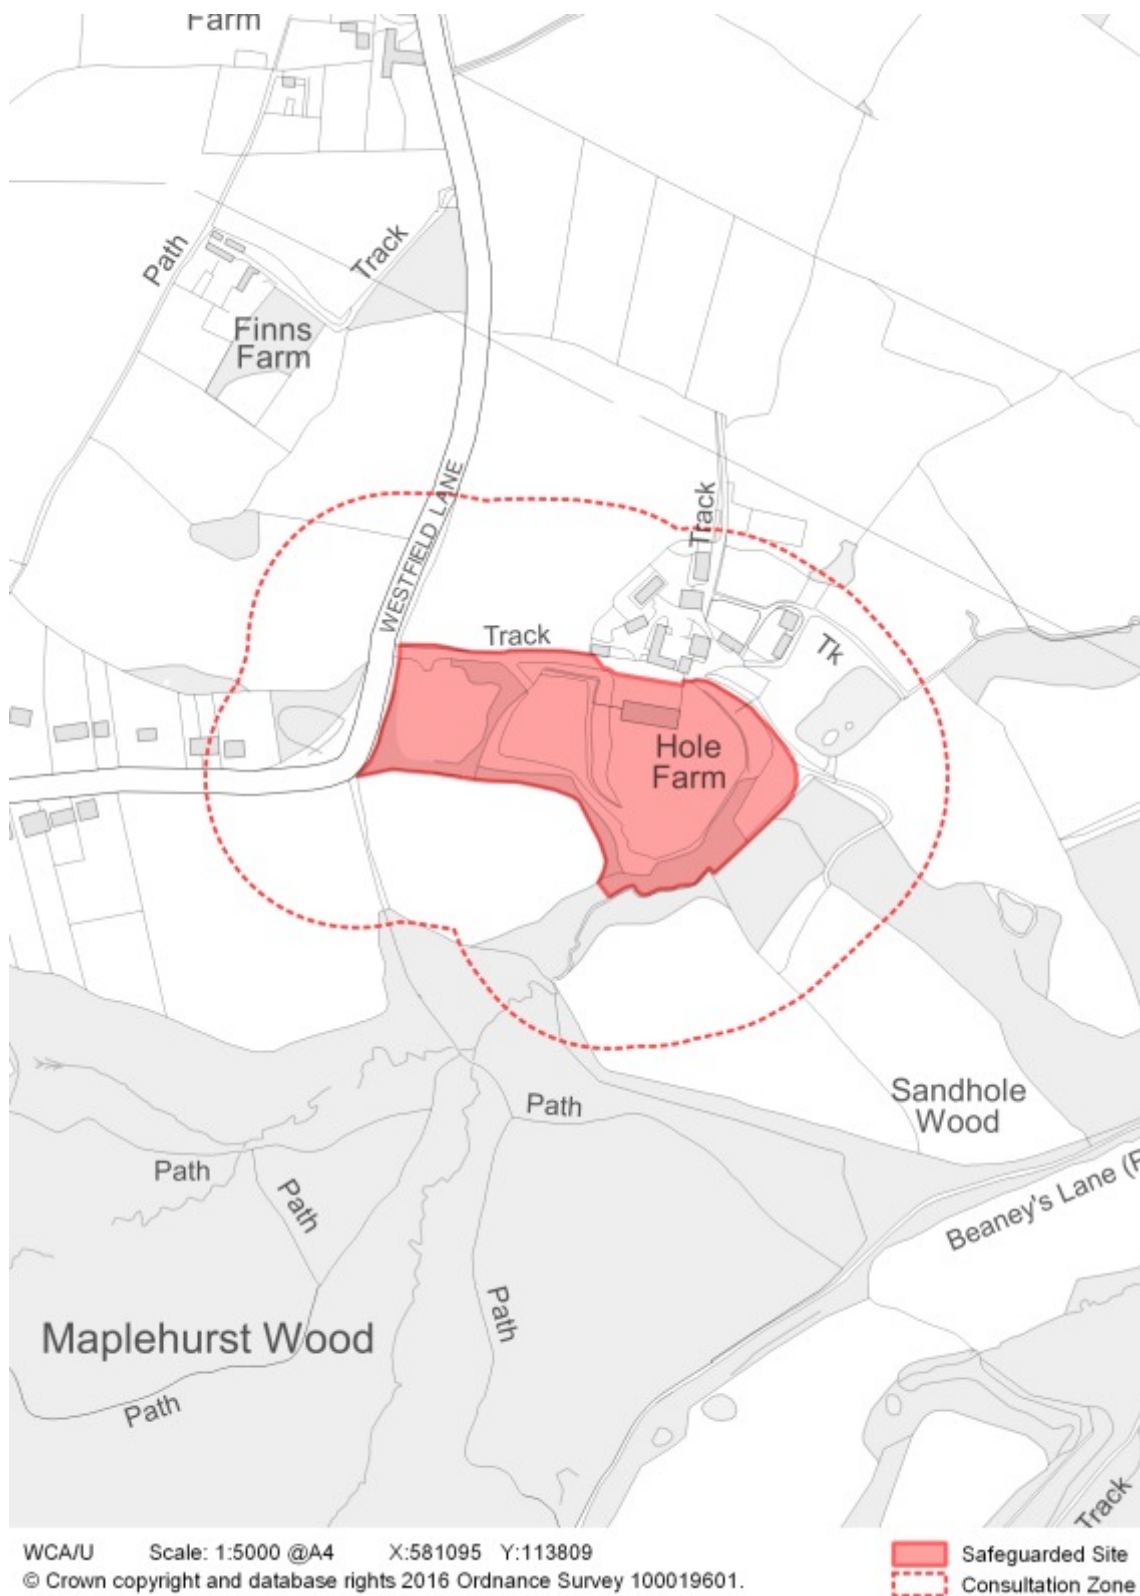 Farm
Path
Track
Finns
Farm
WESTFIELD LANE
Track
Track
Tk
Hole
Farm
Sandhole
Wood
Path
Path
Path
Beaney's Lane (F
Path
Maplehurst Wood
Path
Track
WCA/U Scale: 1:5000 @A4 X:581095 Y:113809
© Crown copyright and database rights 2016 Ordnance Survey 100019601.
Safeguarded Site
Consultation Zone